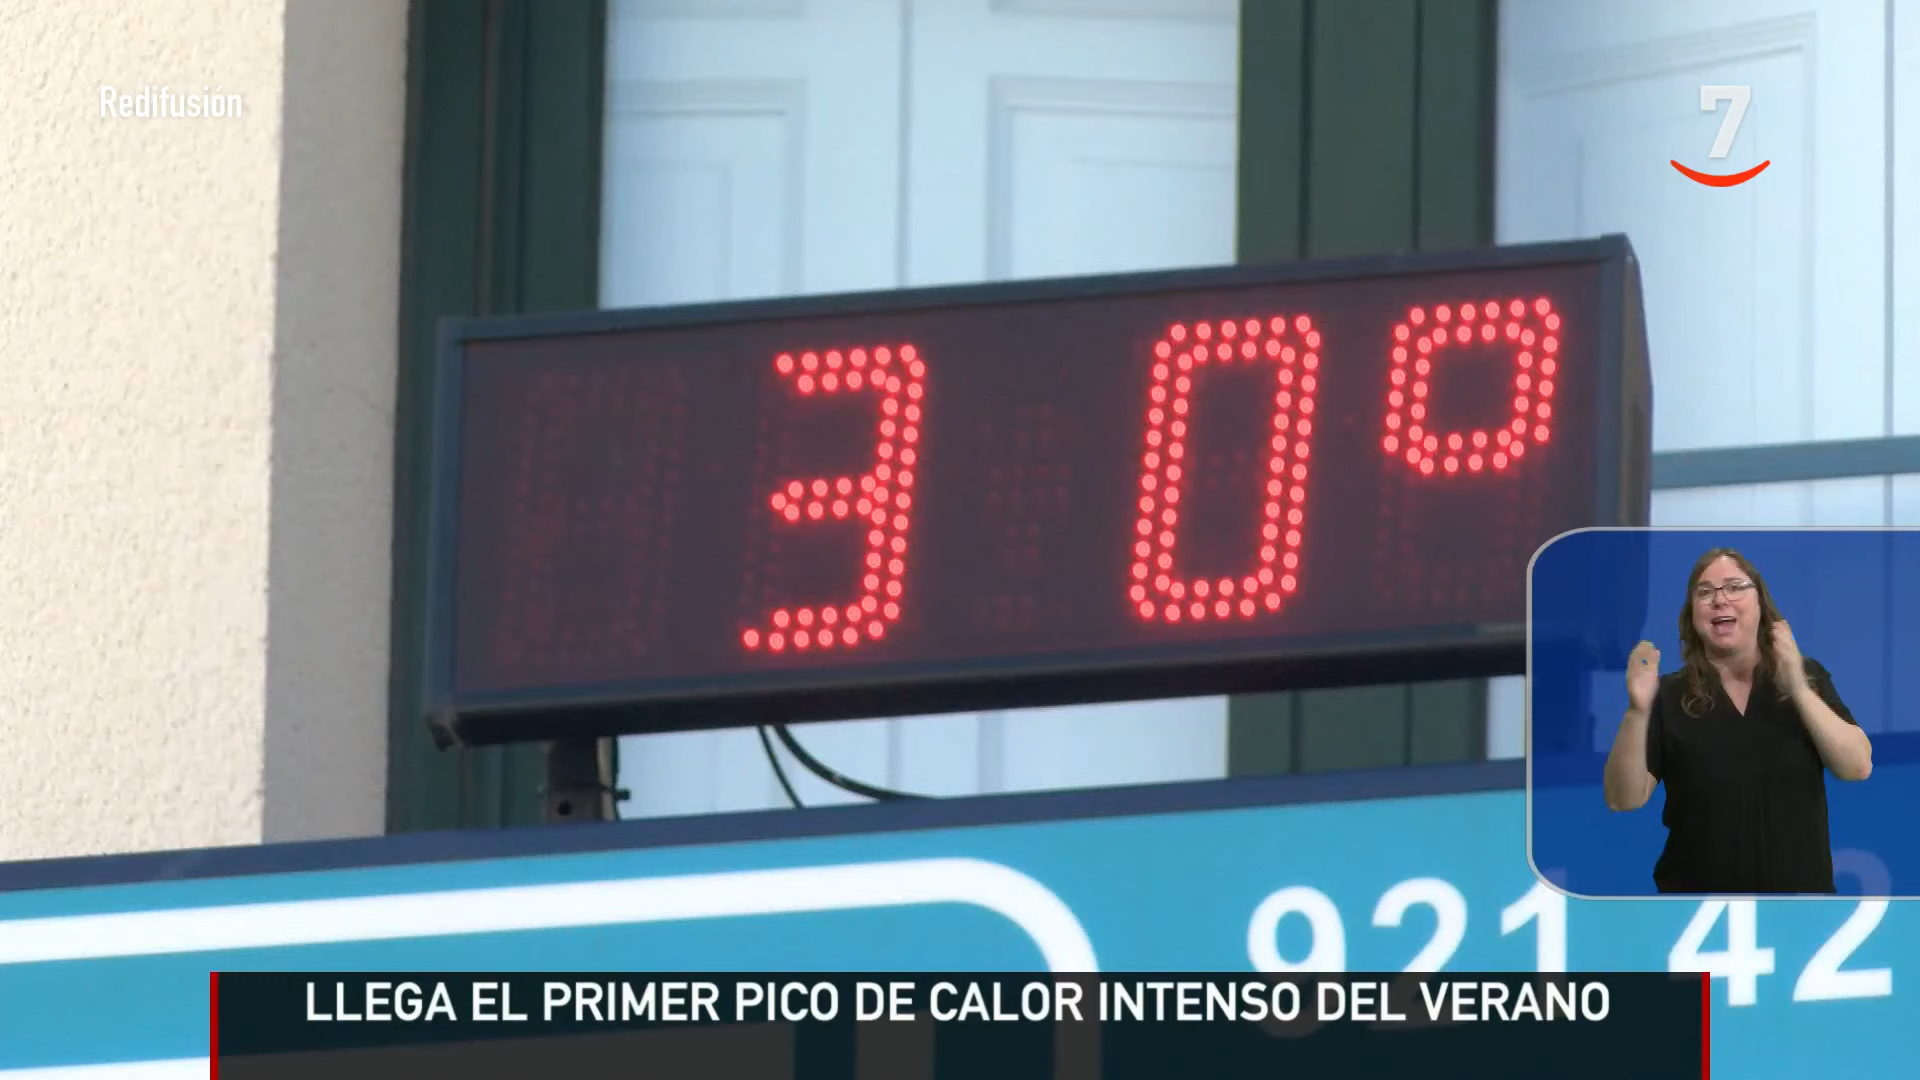 Redifusión
7
30º
921 42
LLEGA EL PRIMER PICO DE CALOR INTENSO DEL VERANO